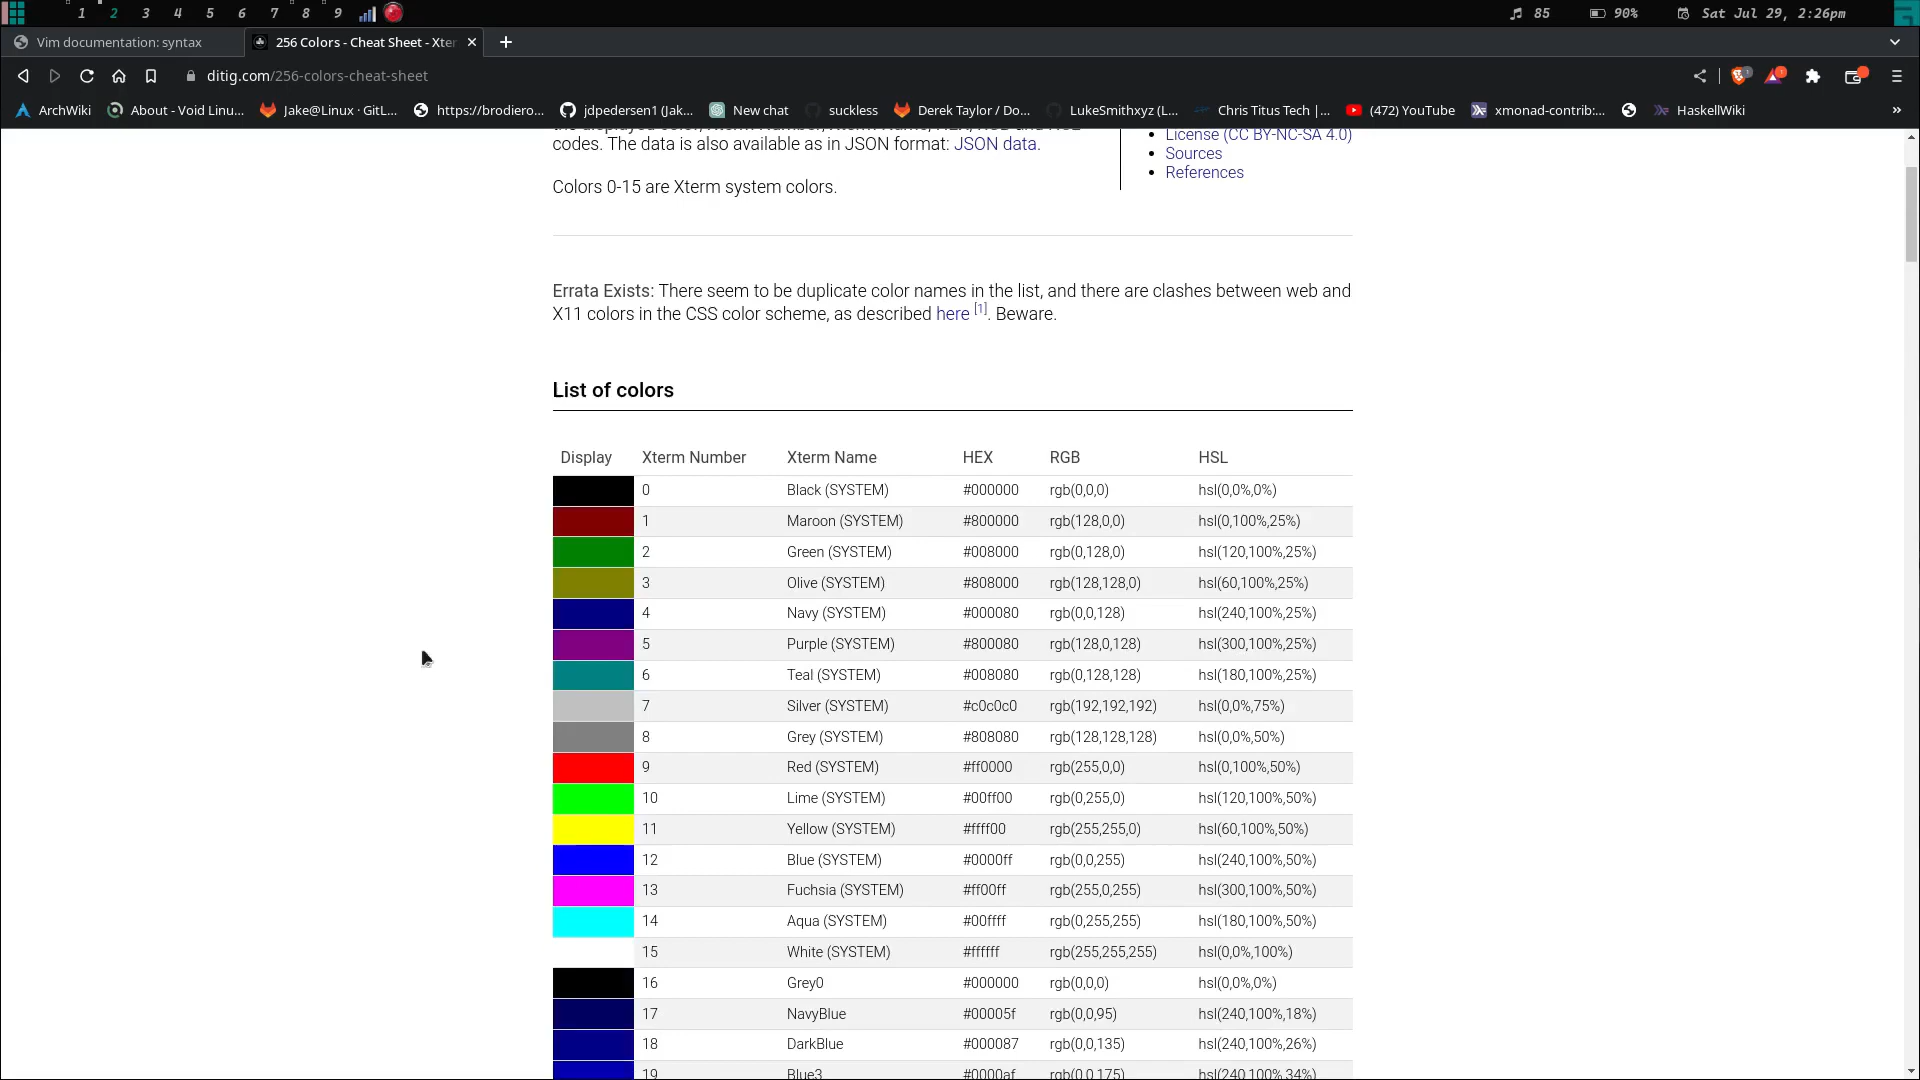 1 2 3 4 5 6 7 8 9 85 90% Sat Jul 29, 2:26pm
Vim documentation: syntax 256 Colors - Cheat Sheet - Xter
ditig.com/256-colors-cheat-sheet
ArchWiki About - Void Linu... Jake@Linux · GitL... https://brodiero... jdpedersen1 (Jak... New chat suckless Derek Taylor / Do... LukeSmithxyz (L... Chris Titus Tech |... (472) YouTube xmonad-contrib:... HaskellWiki »
codes. The data is also available as in JSON format: JSON data.
Colors 0-15 are Xterm system colors.
License (CC BY-NC-SA 4.0)
Sources
References
Errata Exists: There seem to be duplicate color names in the list, and there are clashes between web and
X11 colors in the CSS color scheme, as described here [1]. Beware.
List of colors
Display Xterm Number Xterm Name HEX RGB HSL
0 Black (SYSTEM) #000000 rgb(0,0,0) hsl(0,0%,0%)
1 Maroon (SYSTEM) #800000 rgb(128,0,0) hsl(0,100%,25%)
2 Green (SYSTEM) #008000 rgb(0,128,0) hsl(120,100%,25%)
3 Olive (SYSTEM) #808000 rgb(128,128,0) hsl(60,100%,25%)
4 Navy (SYSTEM) #000080 rgb(0,0,128) hsl(240,100%,25%)
5 Purple (SYSTEM) #800080 rgb(128,0,128) hsl(300,100%,25%)
6 Teal (SYSTEM) #008080 rgb(0,128,128) hsl(180,100%,25%)
7 Silver (SYSTEM) #c0c0c0 rgb(192,192,192) hsl(0,0%,75%)
8 Grey (SYSTEM) #808080 rgb(128,128,128) hsl(0,0%,50%)
9 Red (SYSTEM) #ff0000 rgb(255,0,0) hsl(0,100%,50%)
10 Lime (SYSTEM) #00ff00 rgb(0,255,0) hsl(120,100%,50%)
11 Yellow (SYSTEM) #ffff00 rgb(255,255,0) hsl(60,100%,50%)
12 Blue (SYSTEM) #0000ff rgb(0,0,255) hsl(240,100%,50%)
13 Fuchsia (SYSTEM) #ff00ff rgb(255,0,255) hsl(300,100%,50%)
14 Aqua (SYSTEM) #00ffff rgb(0,255,255) hsl(180,100%,50%)
15 White (SYSTEM) #ffffff rgb(255,255,255) hsl(0,0%,100%)
16 Grey0 #000000 rgb(0,0,0) hsl(0,0%,0%)
17 NavyBlue #00005f rgb(0,0,95) hsl(240,100%,18%)
18 DarkBlue #000087 rgb(0,0,135) hsl(240,100%,26%)
19 Blue3 #0000af rgb(0,0,175) hsl(240,100%,34%)